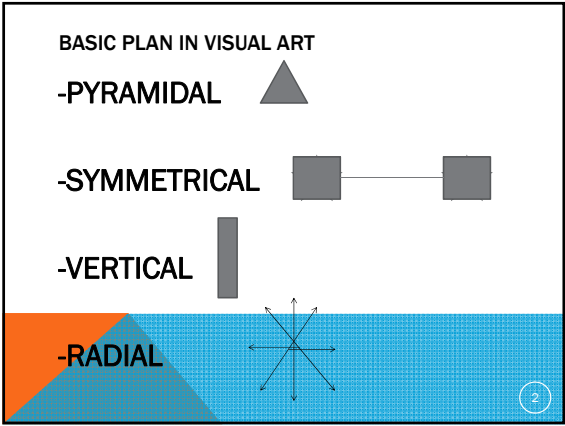 BASIC PLAN IN VISUAL ART
-PYRAMIDAL
-SYMMETRICAL
-VERTICAL
-RADIAL
2